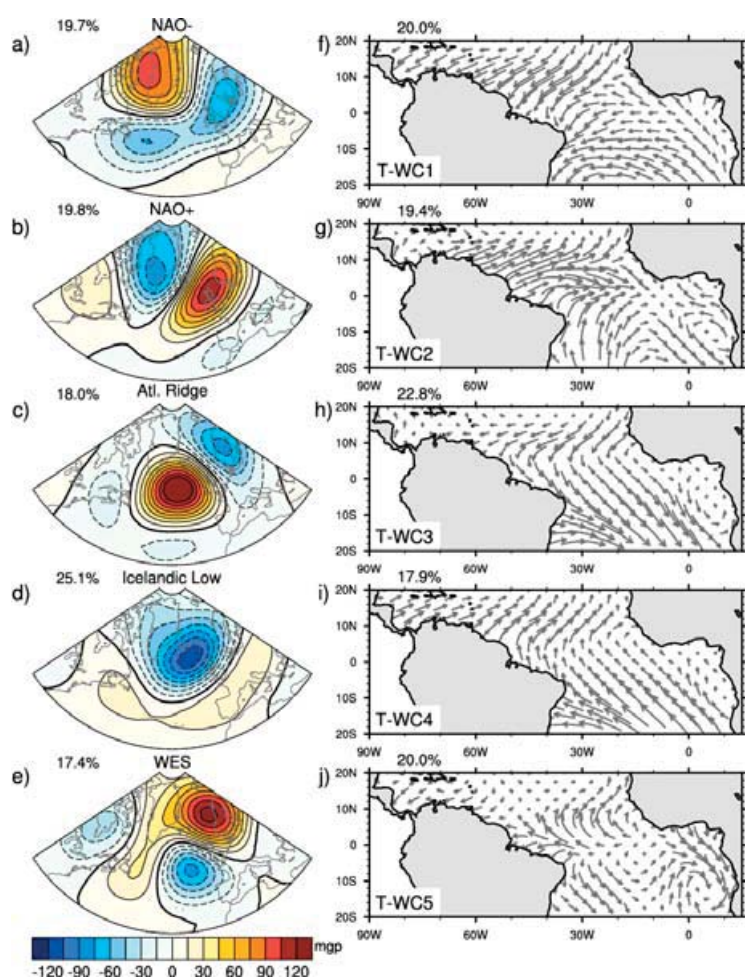 a) 19.7% NAO-
b) 19.8% NAO+
c) 18.0% Atl. Ridge
d) 25.1% Icelandic Low
e) 17.4% WES
-120 -90 -60 -30 0 30 60 90 120 mgp
f) 20.0%
20N
10N
0
10S
20S
T-WC1
90W 60W 30W 0
g) 19.4%
20N
10N
0
10S
20S
T-WC2
90W 60W 30W 0
h) 22.8%
20N
10N
0
10S
20S
T-WC3
90W 60W 30W 0
i) 17.9%
20N
10N
0
10S
20S
T-WC4
90W 60W 30W 0
j) 20.0%
20N
10N
0
10S
20S
T-WC5
90W 60W 30W 0